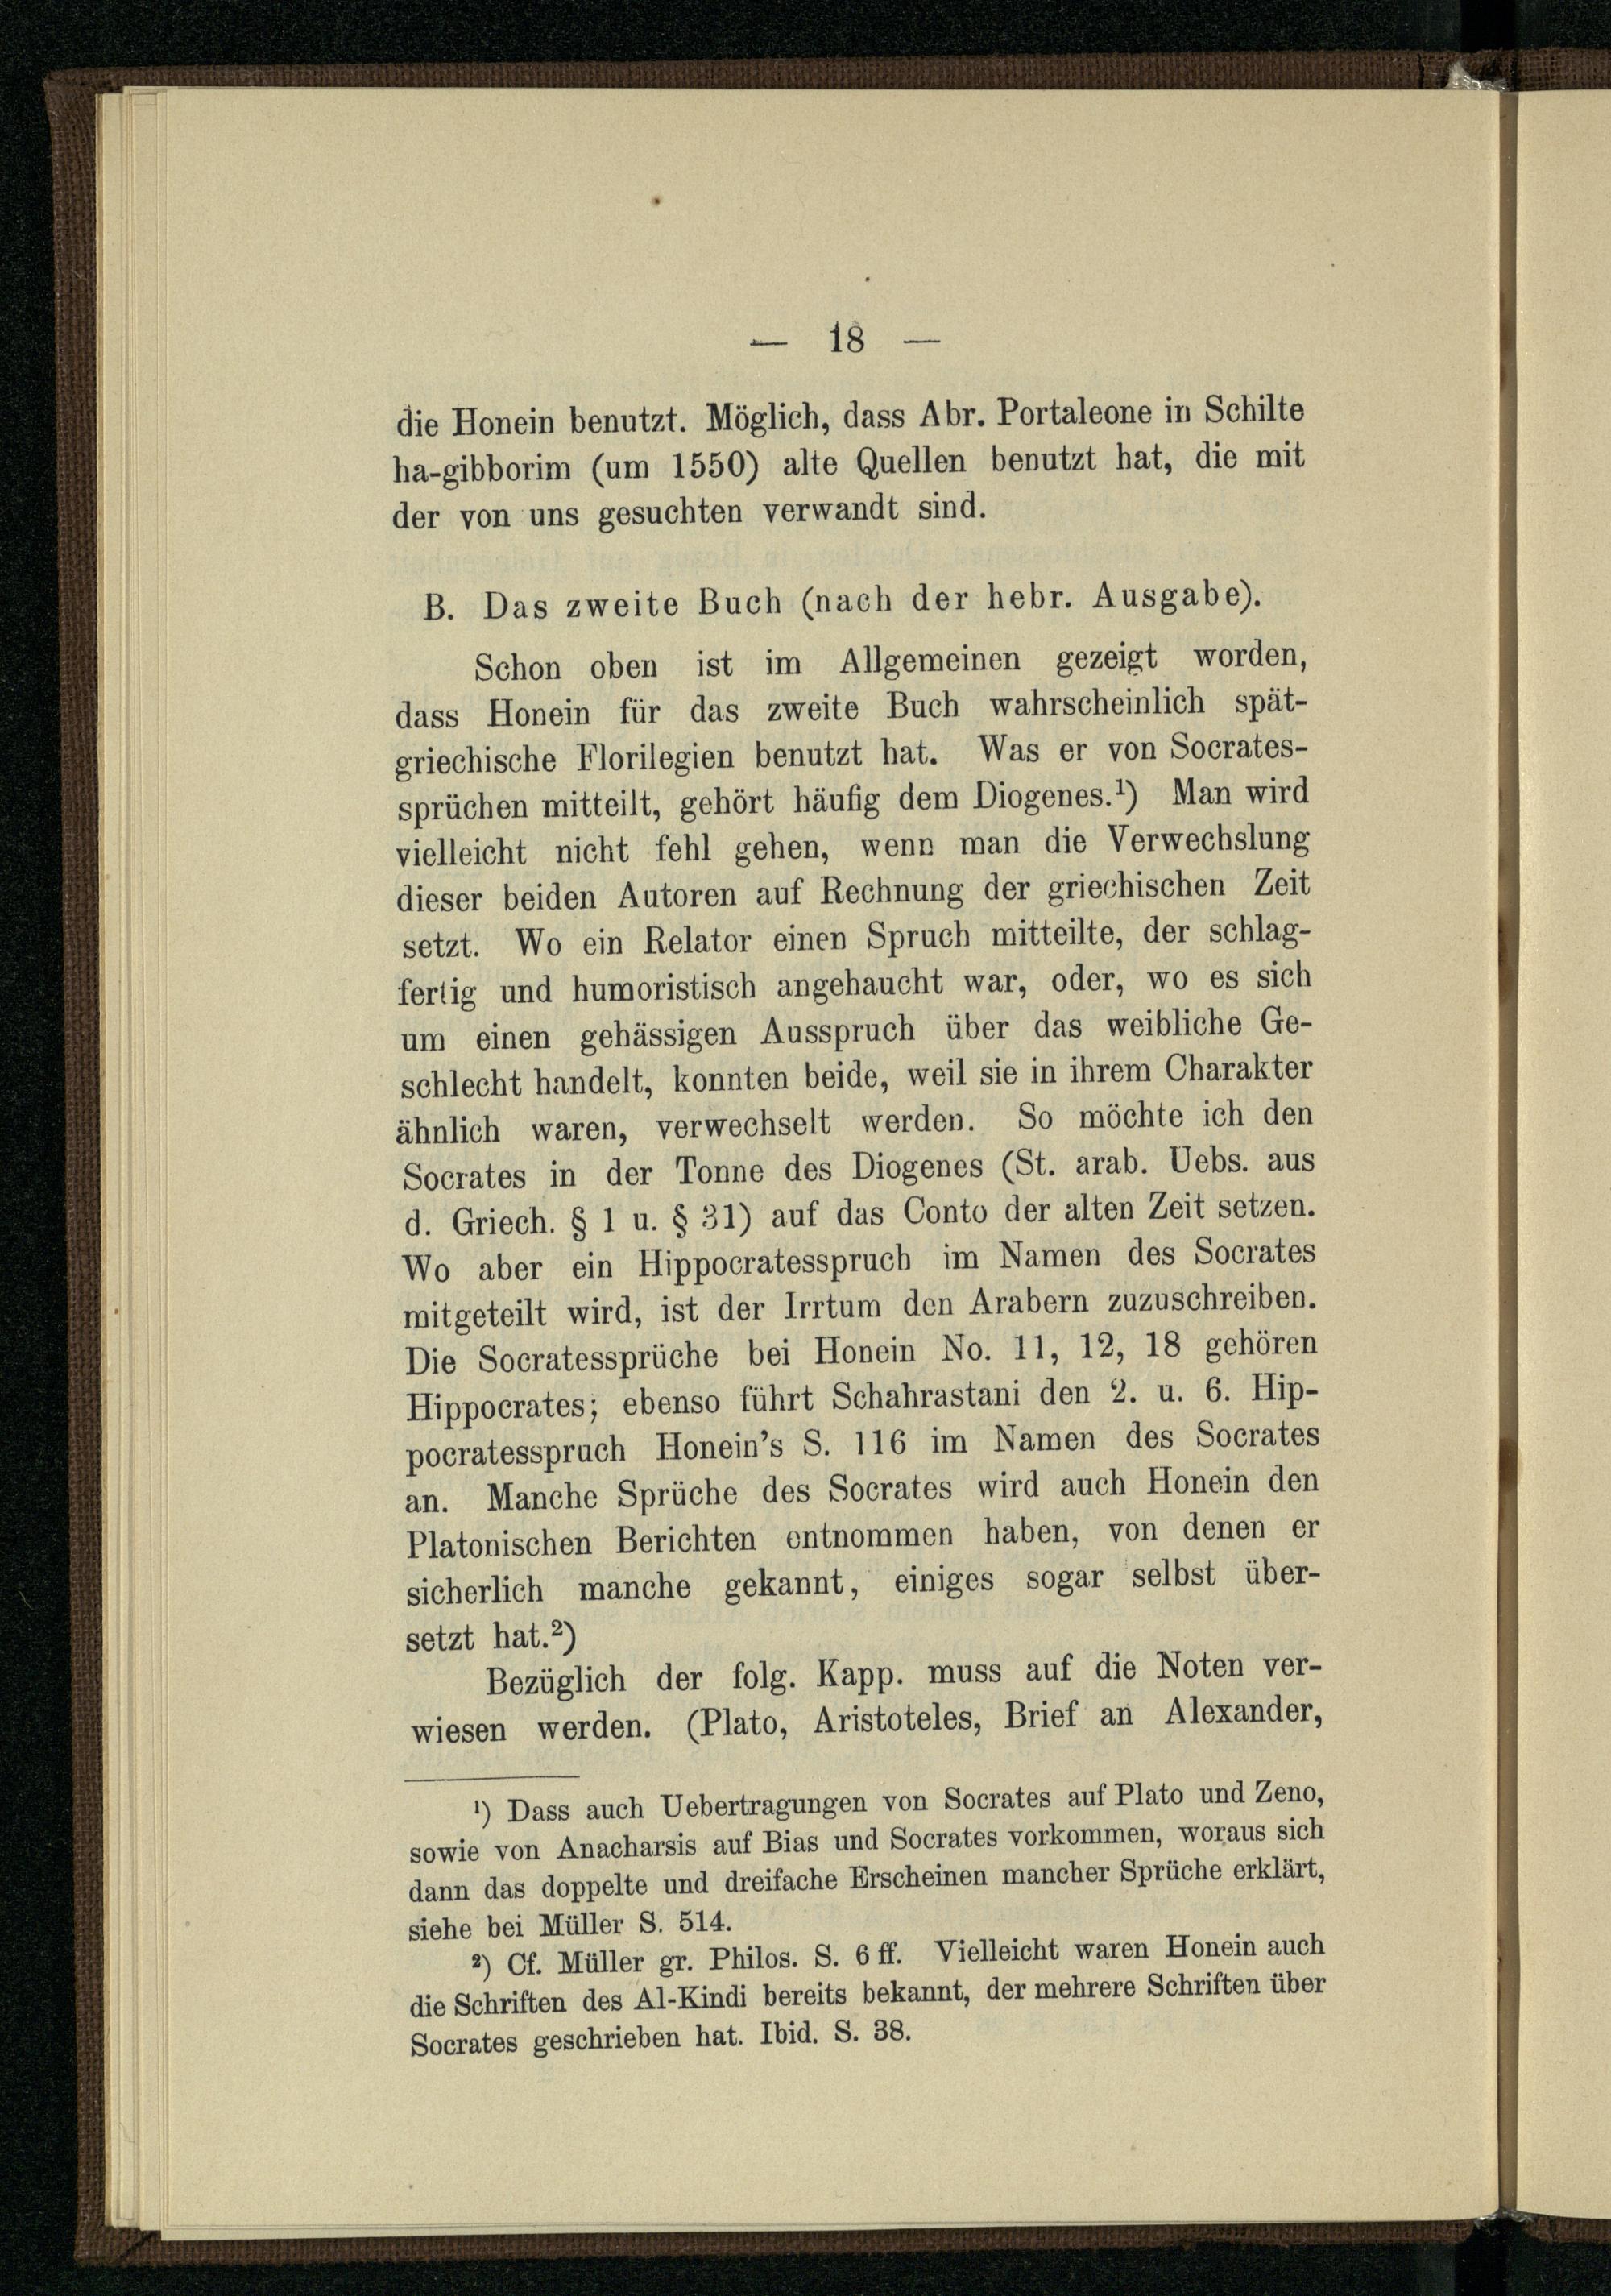 — 18 —
die Honein benutzt. Möglich, dass Abr. Portaleone in Schilte
ha-gibborim (um 1550) alte Quellen benutzt hat, die mit
der von uns gesuchten verwandt sind.
B. Das zweite Buch (nach der hebr. Ausgabe).
Schon oben ist im Allgemeinen gezeigt worden,
dass Honein für das zweite Buch wahrscheinlich spät-
griechische Florilegien benutzt hat. Was er von Socrates-
sprüchen mitteilt, gehört häufig dem Diogenes.¹) Man wird
vielleicht nicht fehl gehen, wenn man die Verwechslung
dieser beiden Autoren auf Rechnung der griechischen Zeit
setzt. Wo ein Relator einen Spruch mitteilte, der schlag-
fertig und humoristisch angehaucht war, oder, wo es sich
um einen gehässigen Ausspruch über das weibliche Ge-
schlecht handelt, konnten beide, weil sie in ihrem Charakter
ähnlich waren, verwechselt werden. So möchte ich den
Socrates in der Tonne des Diogenes (St. arab. Uebs. aus
d. Griech. § 1 u. § 31) auf das Conto der alten Zeit setzen.
Wo aber ein Hippocratesspruch im Namen des Socrates
mitgeteilt wird, ist der Irrtum den Arabern zuzuschreiben.
Die Socratessprüche bei Honein No. 11, 12, 18 gehören
Hippocrates; ebenso führt Schahrastani den 2. u. 6. Hip-
pocratesspruch Honein's S. 116 im Namen des Socrates
an. Manche Sprüche des Socrates wird auch Honein den
Platonischen Berichten entnommen haben, von denen er
sicherlich manche gekannt, einiges sogar selbst über-
setzt hat.²)
Bezüglich der folg. Kapp. muss auf die Noten ver-
wiesen werden. (Plato, Aristoteles, Brief an Alexander,
¹) Dass auch Uebertragungen von Socrates auf Plato und Zeno,
sowie von Anacharsis auf Bias und Socrates vorkommen, woraus sich
dann das doppelte und dreifache Erscheinen mancher Sprüche erklärt,
siehe bei Müller S. 514.
²) Cf. Müller gr. Philos. S. 6 ff. Vielleicht waren Honein auch
die Schriften des Al-Kindi bereits bekannt, der mehrere Schriften über
Socrates geschrieben hat. Ibid. S. 38.